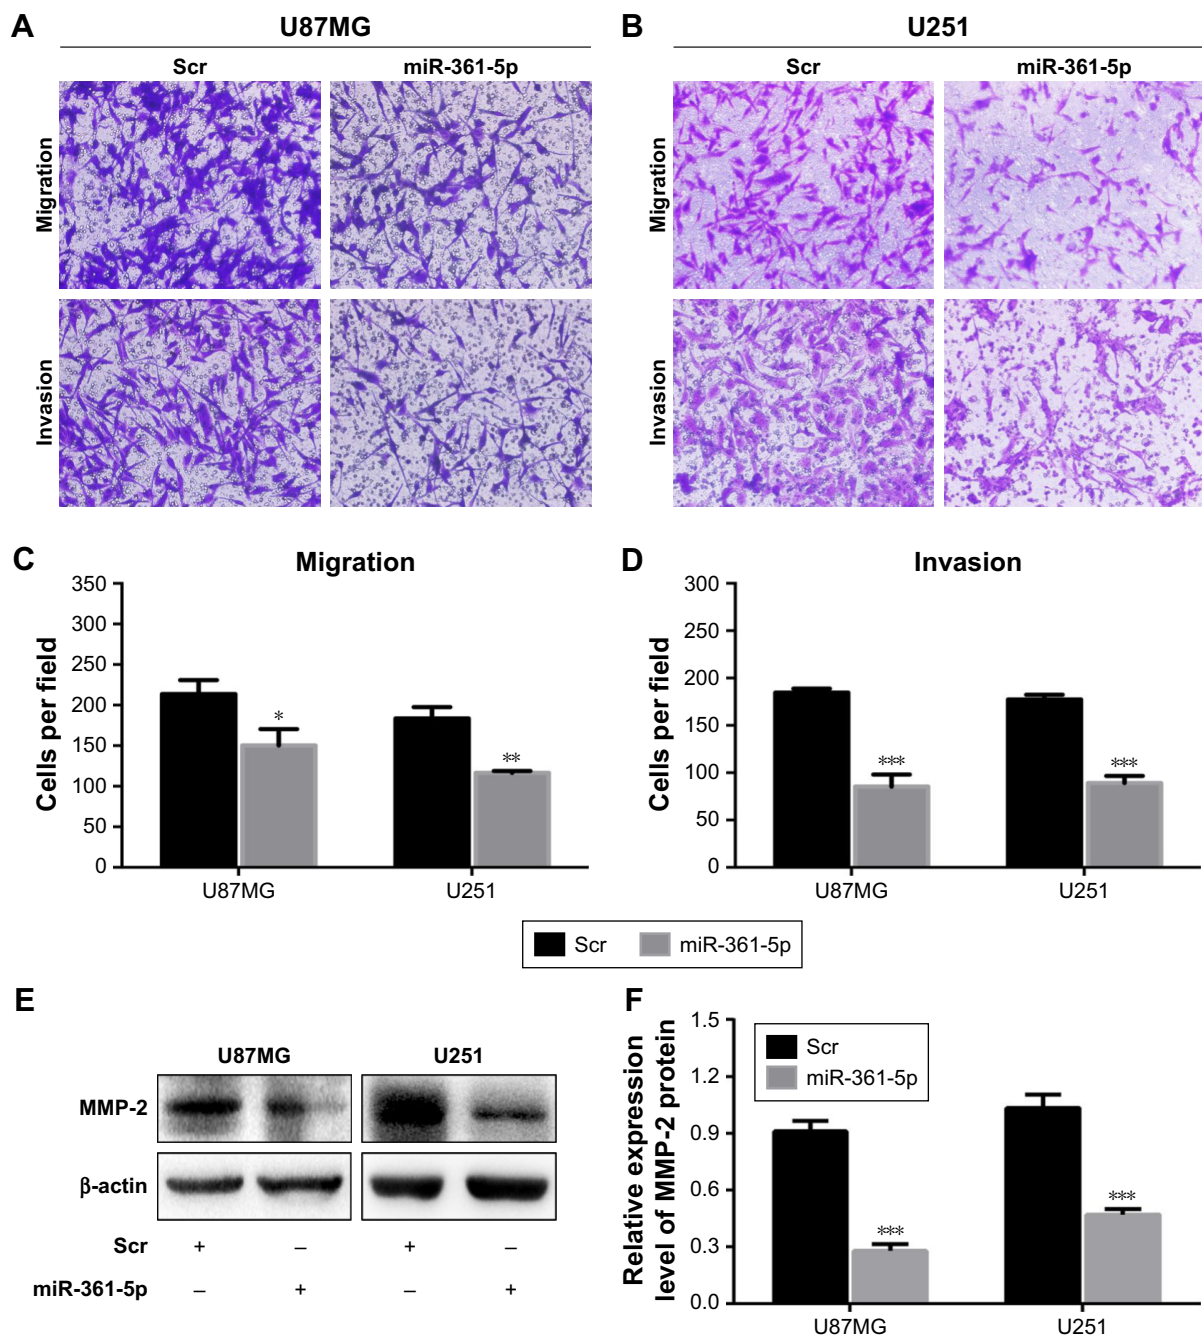 A
U87MG
Scr
miR-361-5p
Migration
Invasion
B
U251
Scr
miR-361-5p
Migration
Invasion
C
Migration
Cells per field
350
300
250
200
150
100
50
0
*
**
U87MG
U251
D
Invasion
Cells per field
300
250
200
150
100
50
0
***
***
U87MG
U251
Scr
miR-361-5p
E
U87MG
U251
MMP-2
β-actin
Scr + – + –
miR-361-5p – + – +
F
Relative expression
level of MMP-2 protein
1.5
1.2
0.9
0.6
0.3
0.0
Scr
miR-361-5p
***
***
U87MG
U251